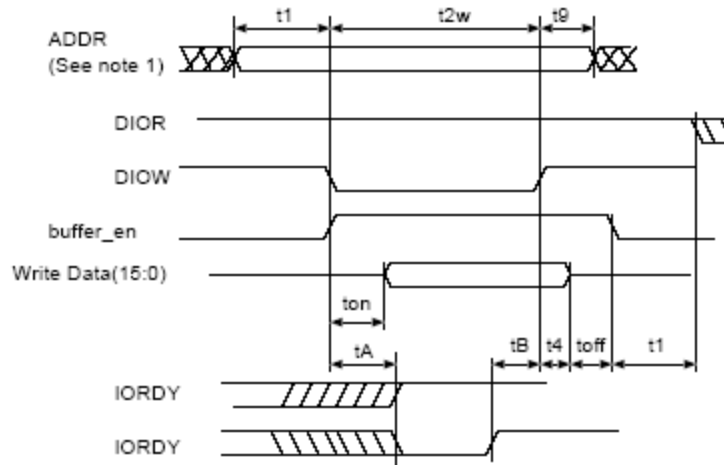 t1 t2w t9
ADDR
(See note 1)
DIOR
DIOW
buffer_en
Write Data(15:0)
ton
tA tB t4 toff t1
IORDY
IORDY